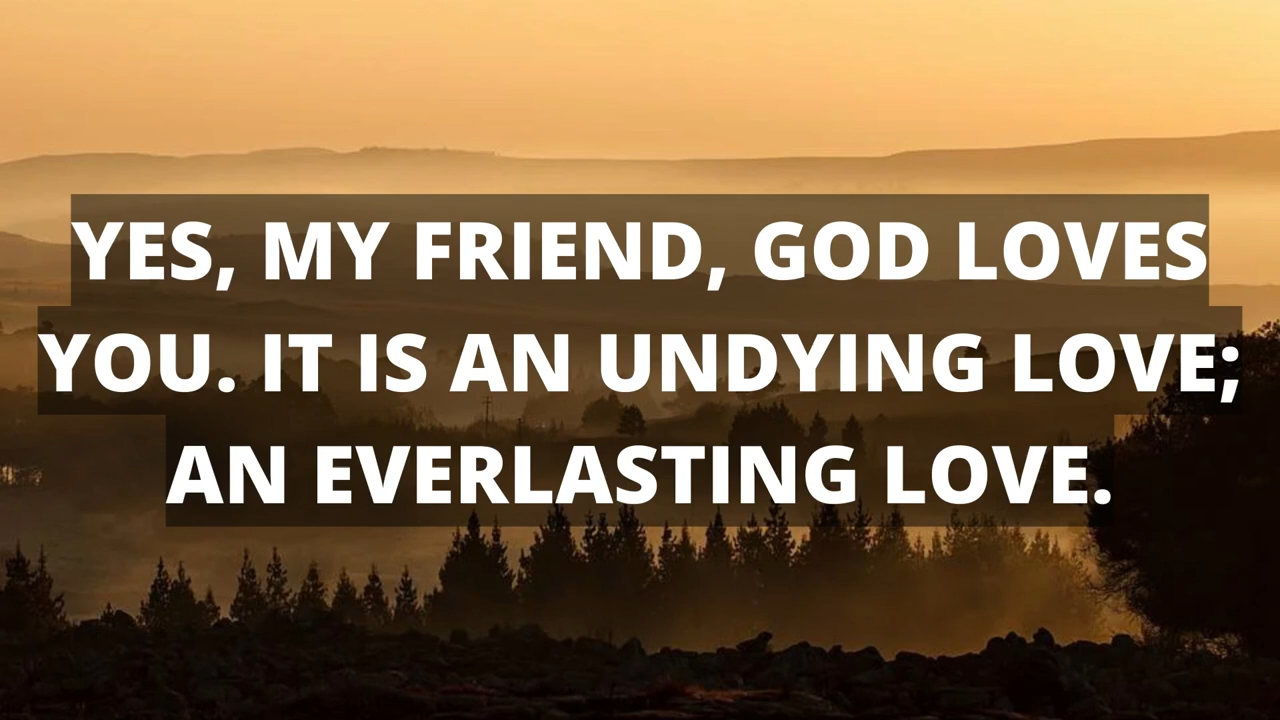 YES, MY FRIEND, GOD LOVES
YOU. IT IS AN UNDYING LOVE;
AN EVERLASTING LOVE.